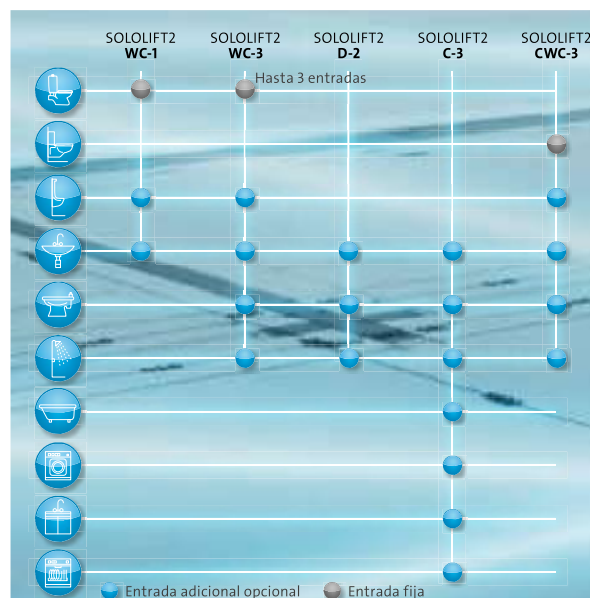 SOLOLIFT2 SOLOLIFT2 SOLOLIFT2 SOLOLIFT2 SOLOLIFT2
WC-1 WC-3 D-2 C-3 CWC-3
Hasta 3 entradas
Entrada adicional opcional Entrada fija